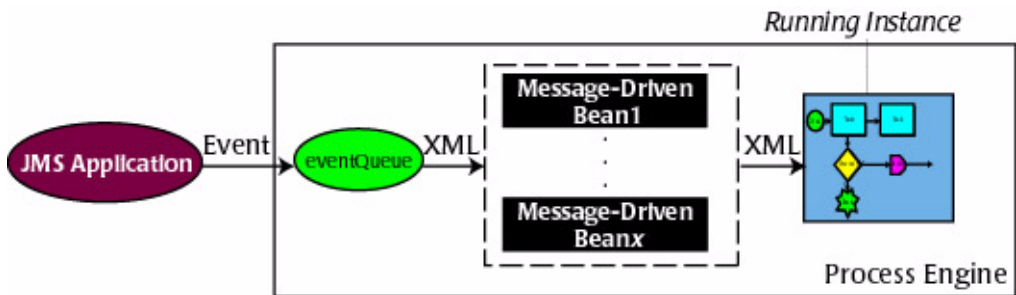 Running Instance
JMS Application
Event
eventQueue
XML
Message-Driven
Bean1
Message-Driven
Beanx
XML
Process Engine